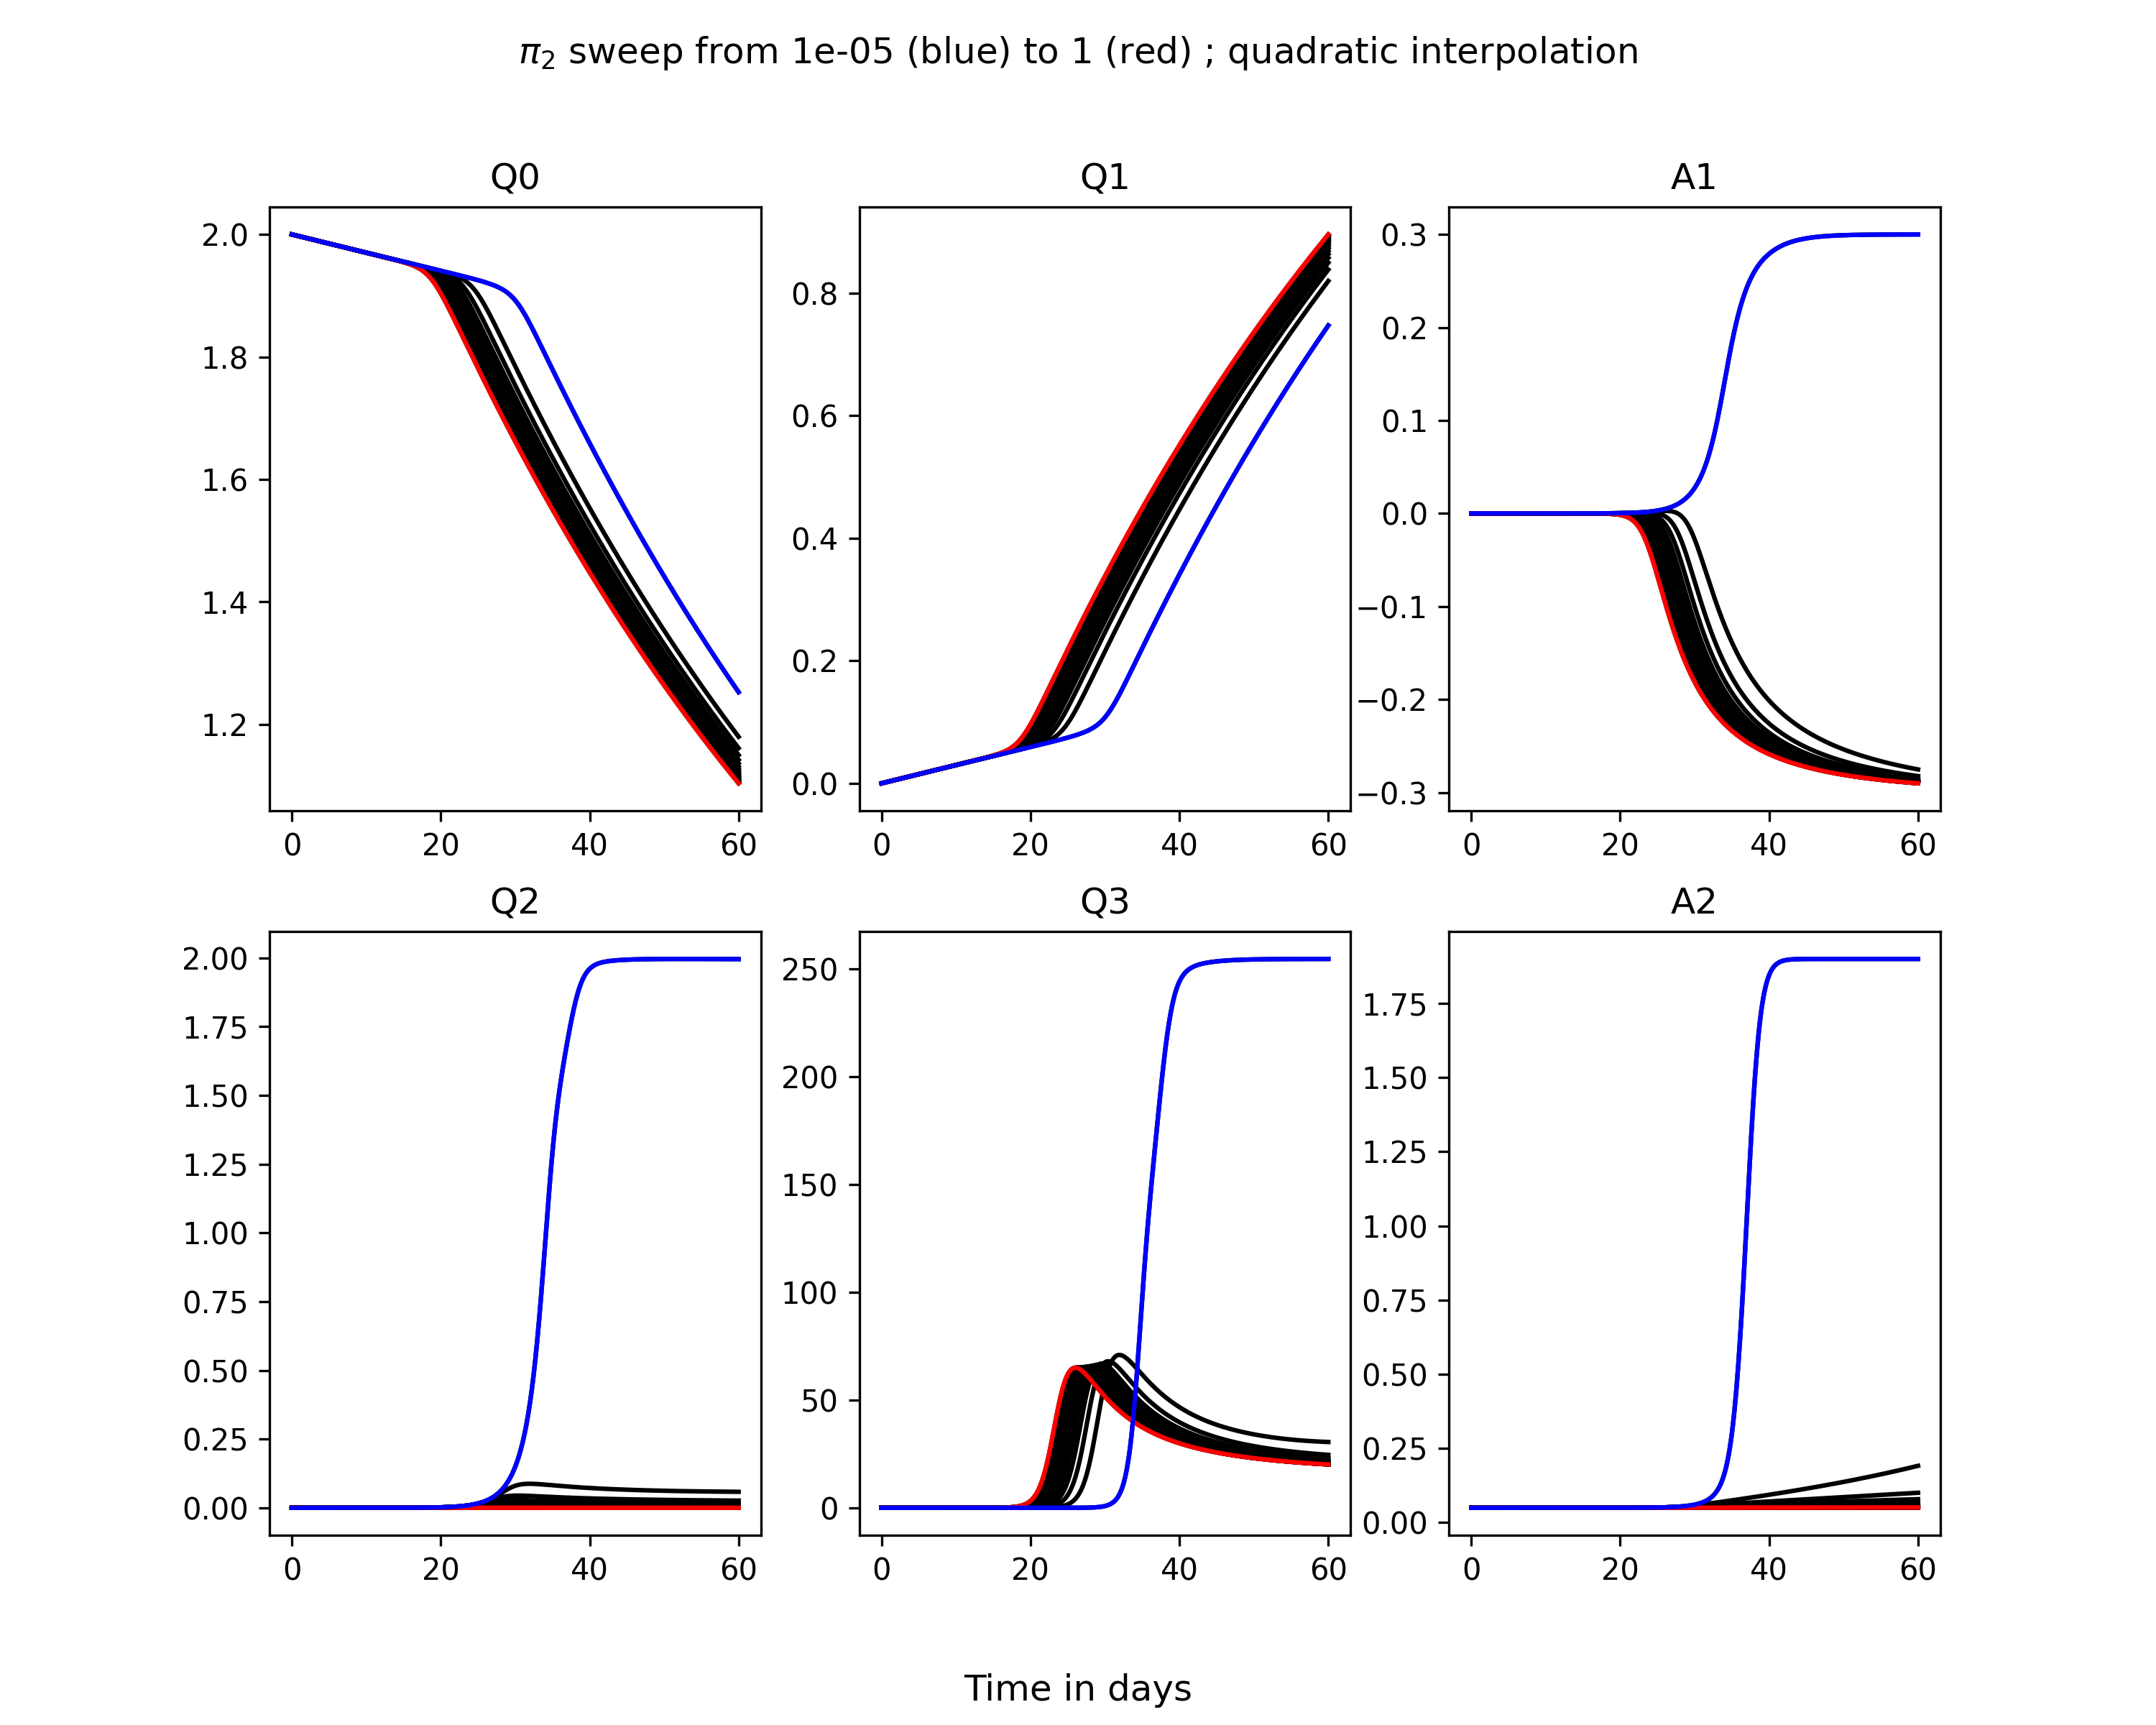 π₂ sweep from 1e-05 (blue) to 1 (red) ; quadratic interpolation
Q0
2.0
1.8
1.6
1.4
1.2
0 20 40 60
Q1
0.8
0.6
0.4
0.2
0.0
0 20 40 60
A1
0.3
0.2
0.1
0.0
−0.1
−0.2
−0.3
0 20 40 60
Q2
2.00
1.75
1.50
1.25
1.00
0.75
0.50
0.25
0.00
0 20 40 60
Q3
250
200
150
100
50
0
0 20 40 60
A2
1.75
1.50
1.25
1.00
0.75
0.50
0.25
0.00
0 20 40 60
Time in days